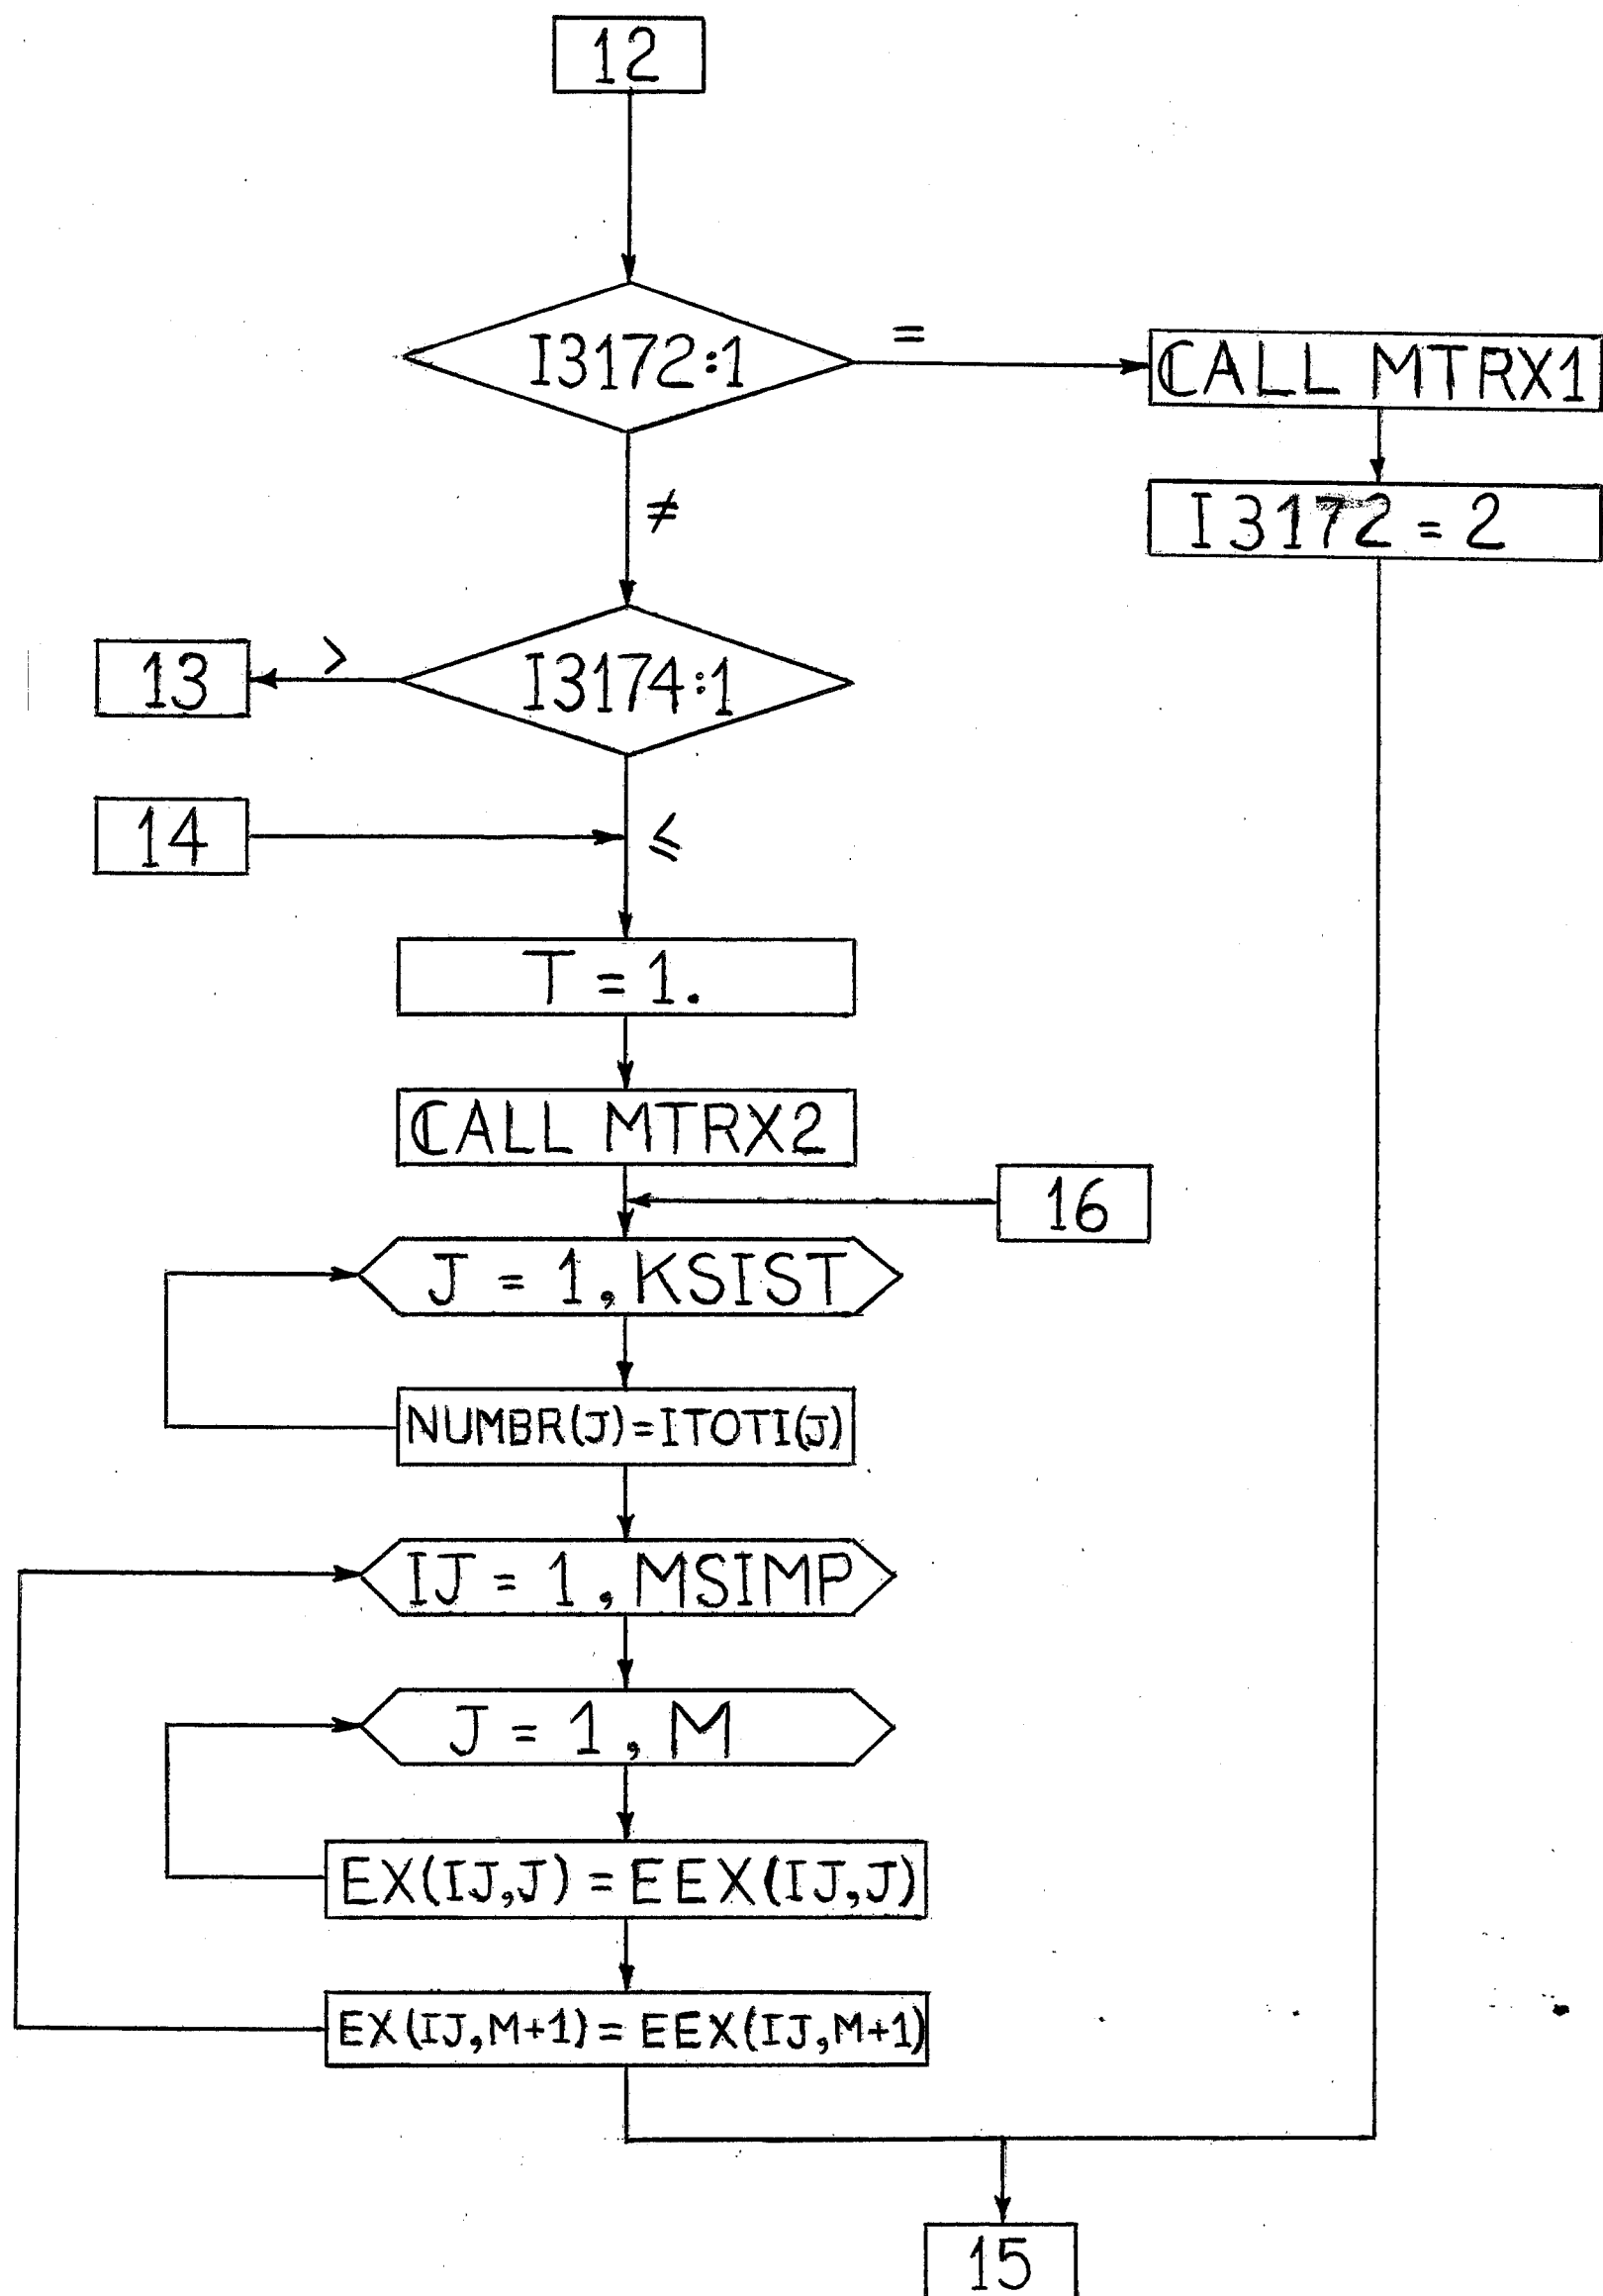 12
I3172:1
=
CALL MTRX1
≠
I3172 = 2
13
>
I3174:1
14
≤
T = 1.
CALL MTRX2
16
J = 1, KSIST
NUMBR(J)=ITOTI(J)
IJ = 1, MSIMP
J = 1, M
EX(IJ,J) = EEX(IJ,J)
EX(IJ,M+1) = EEX(IJ,M+1)
15